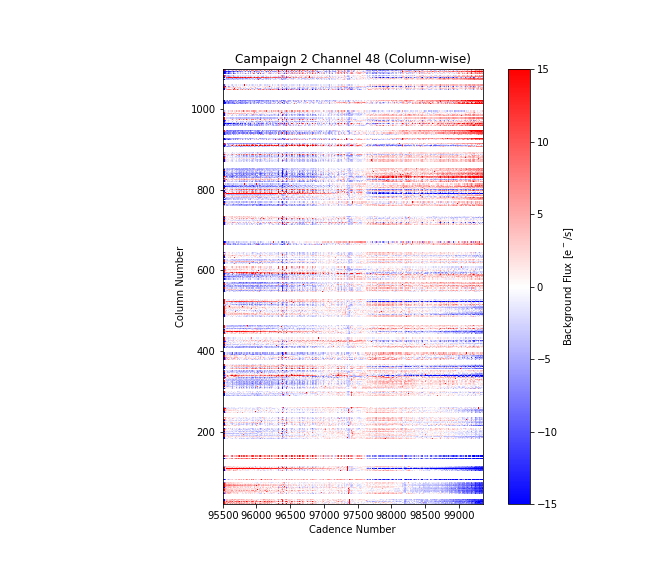 Campaign 2 Channel 48 (Column-wise)
1000
800
600
400
200
Column Number
95500 96000 96500 97000 97500 98000 98500 99000
Cadence Number
15
10
5
0
−5
−10
−15
Background Flux [e⁻/s]